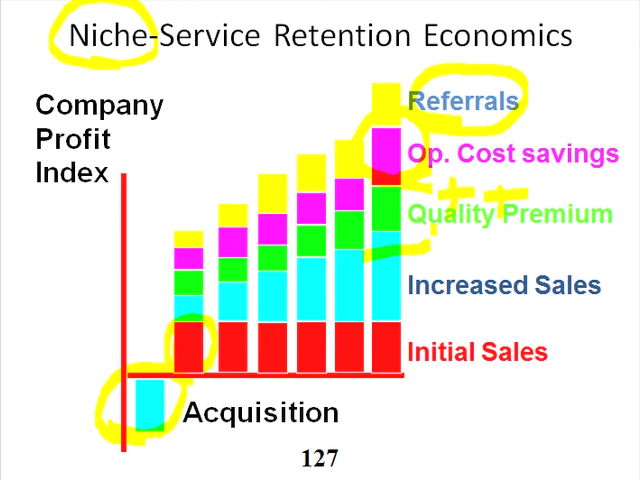 Niche-Service Retention Economics
Company
Profit
Index
Referrals
Op. Cost savings
++
Quality Premium
Increased Sales
Initial Sales
Acquisition
127